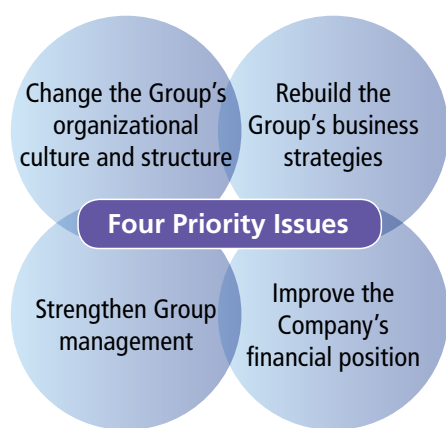 Change the Group's
organizational
culture and structure
Rebuild the
Group's business
strategies
Four Priority Issues
Strengthen Group
management
Improve the
Company's
financial position